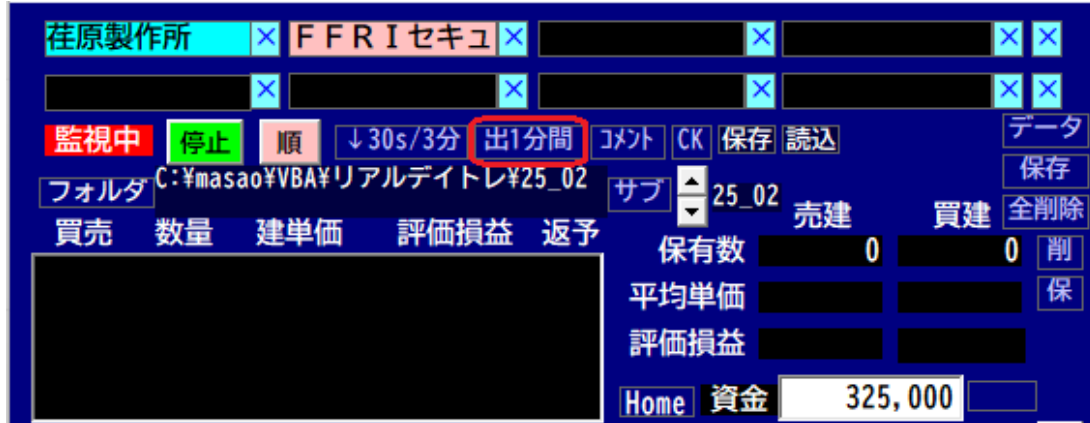 荏原製作所 × ＦＦＲＩセキュ × × × ×
× × × × ×
監視中 停止 順 ↓30s/3分 出1分間 ｺﾒﾝﾄ CK 保存 読込 データ
フォルダ C:¥masao¥VBA¥リアルデイトレ¥25_02 サブ 25_02 保存
買売 数量 建単価 評価損益 返予 売建 買建 全削除
保有数 0 0 削
平均単価 保
評価損益
Home 資金 325,000